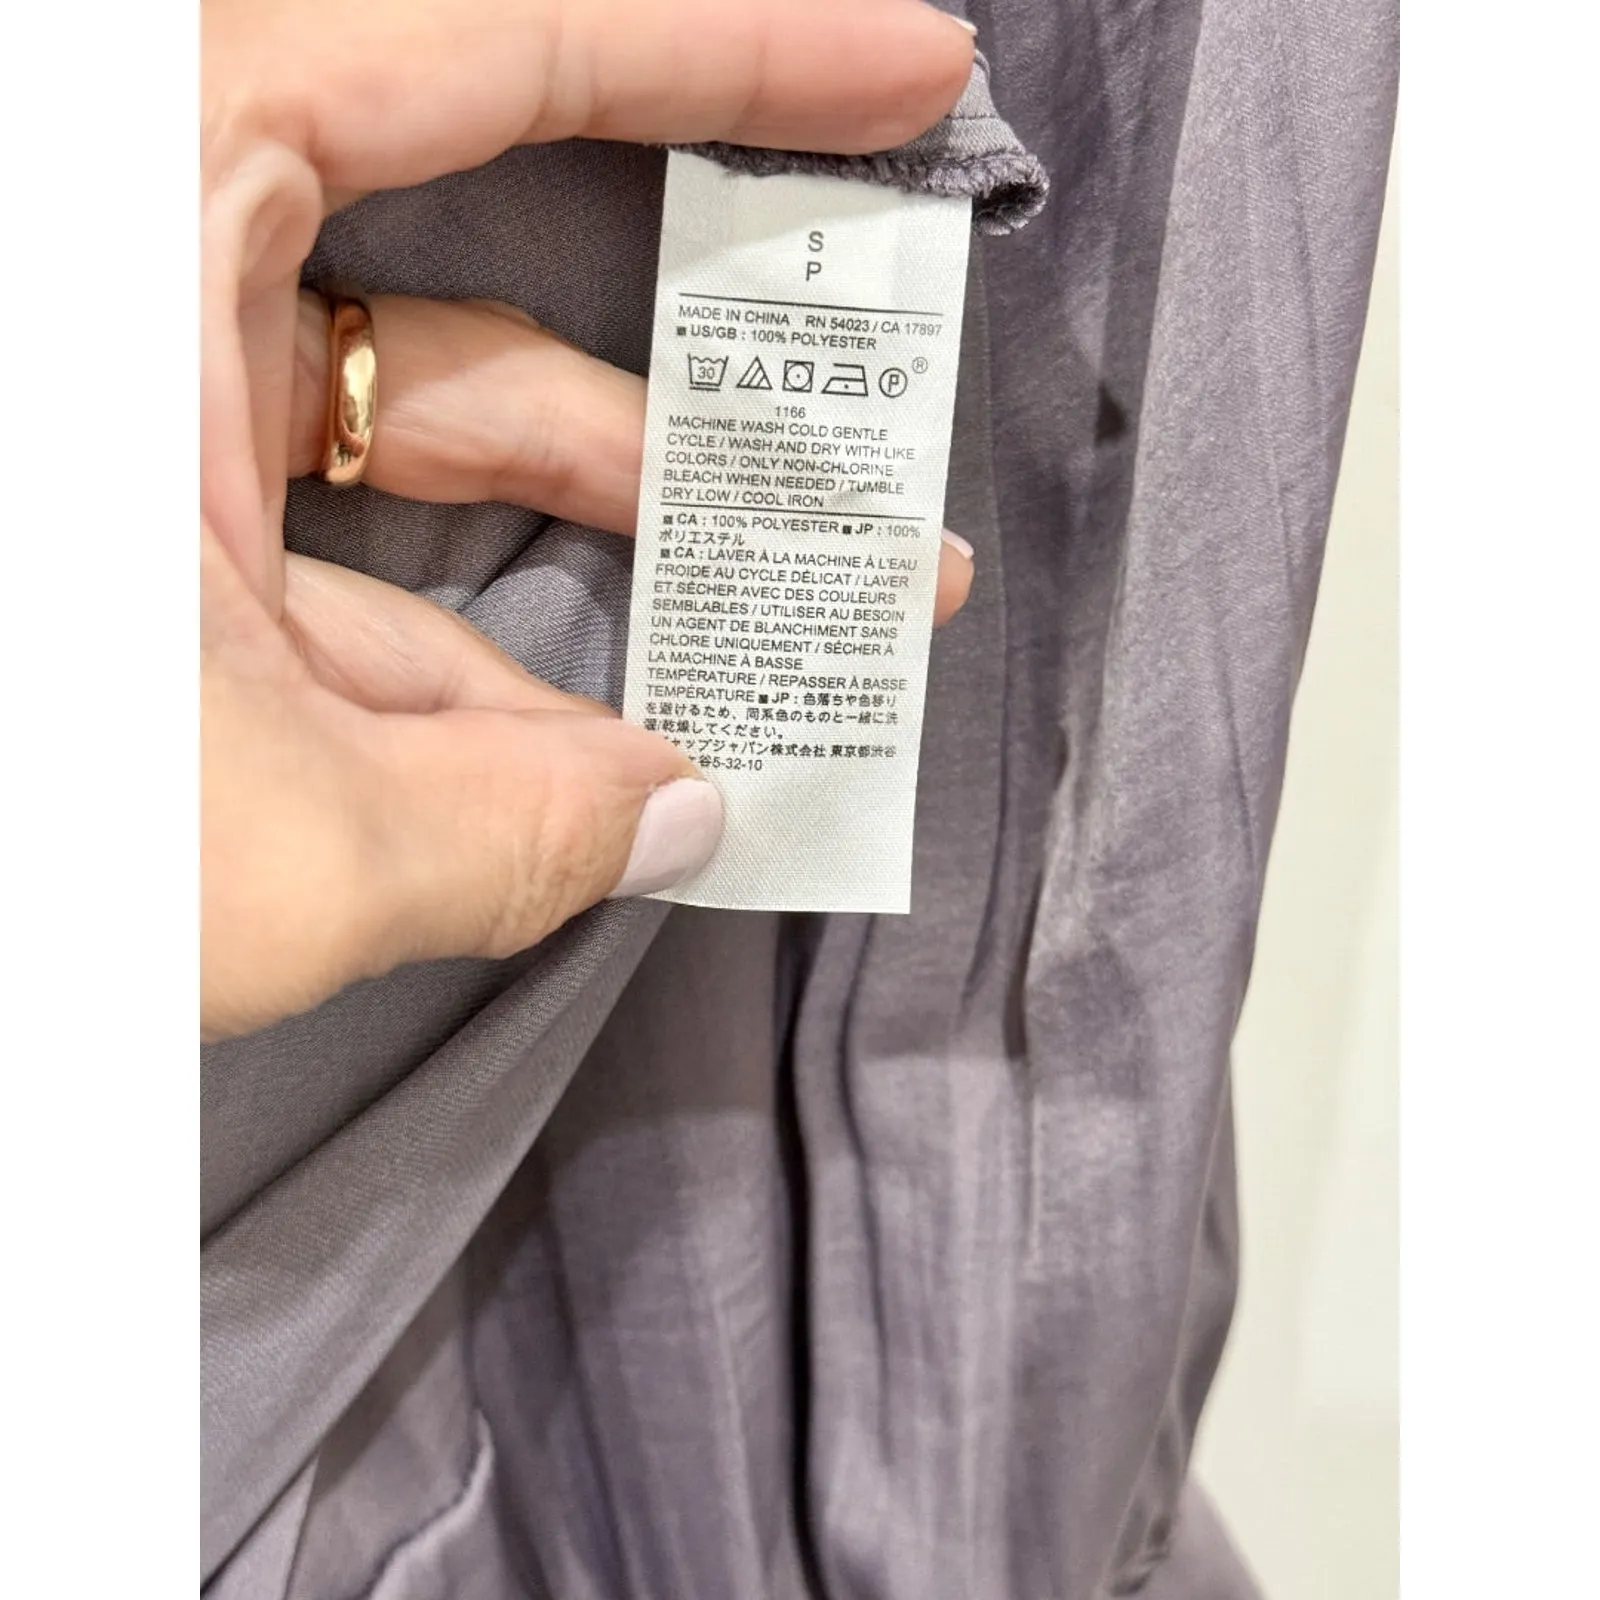 S
P
MADE IN CHINA RN 54023 / CA 17897
■ US/GB : 100% POLYESTER
30 P ®
1166
MACHINE WASH COLD GENTLE
CYCLE / WASH AND DRY WITH LIKE
COLORS / ONLY NON-CHLORINE
BLEACH WHEN NEEDED / TUMBLE
DRY LOW / COOL IRON
■ CA : 100% POLYESTER ■ JP : 100%
ポリエステル
■ CA : LAVER À LA MACHINE À L'EAU
FROIDE AU CYCLE DÉLICAT / LAVER
ET SÉCHER AVEC DES COULEURS
SEMBLABLES / UTILISER AU BESOIN
UN AGENT DE BLANCHIMENT SANS
CHLORE UNIQUEMENT / SÉCHER À
LA MACHINE À BASSE
TEMPÉRATURE / REPASSER À BASSE
TEMPÉRATURE ■ JP : 色落ちや色移り
を避けるため、同系色のものと一緒に洗
濯/乾燥してください。
ャップジャパン株式会社 東京都渋谷
ケ谷5-32-10